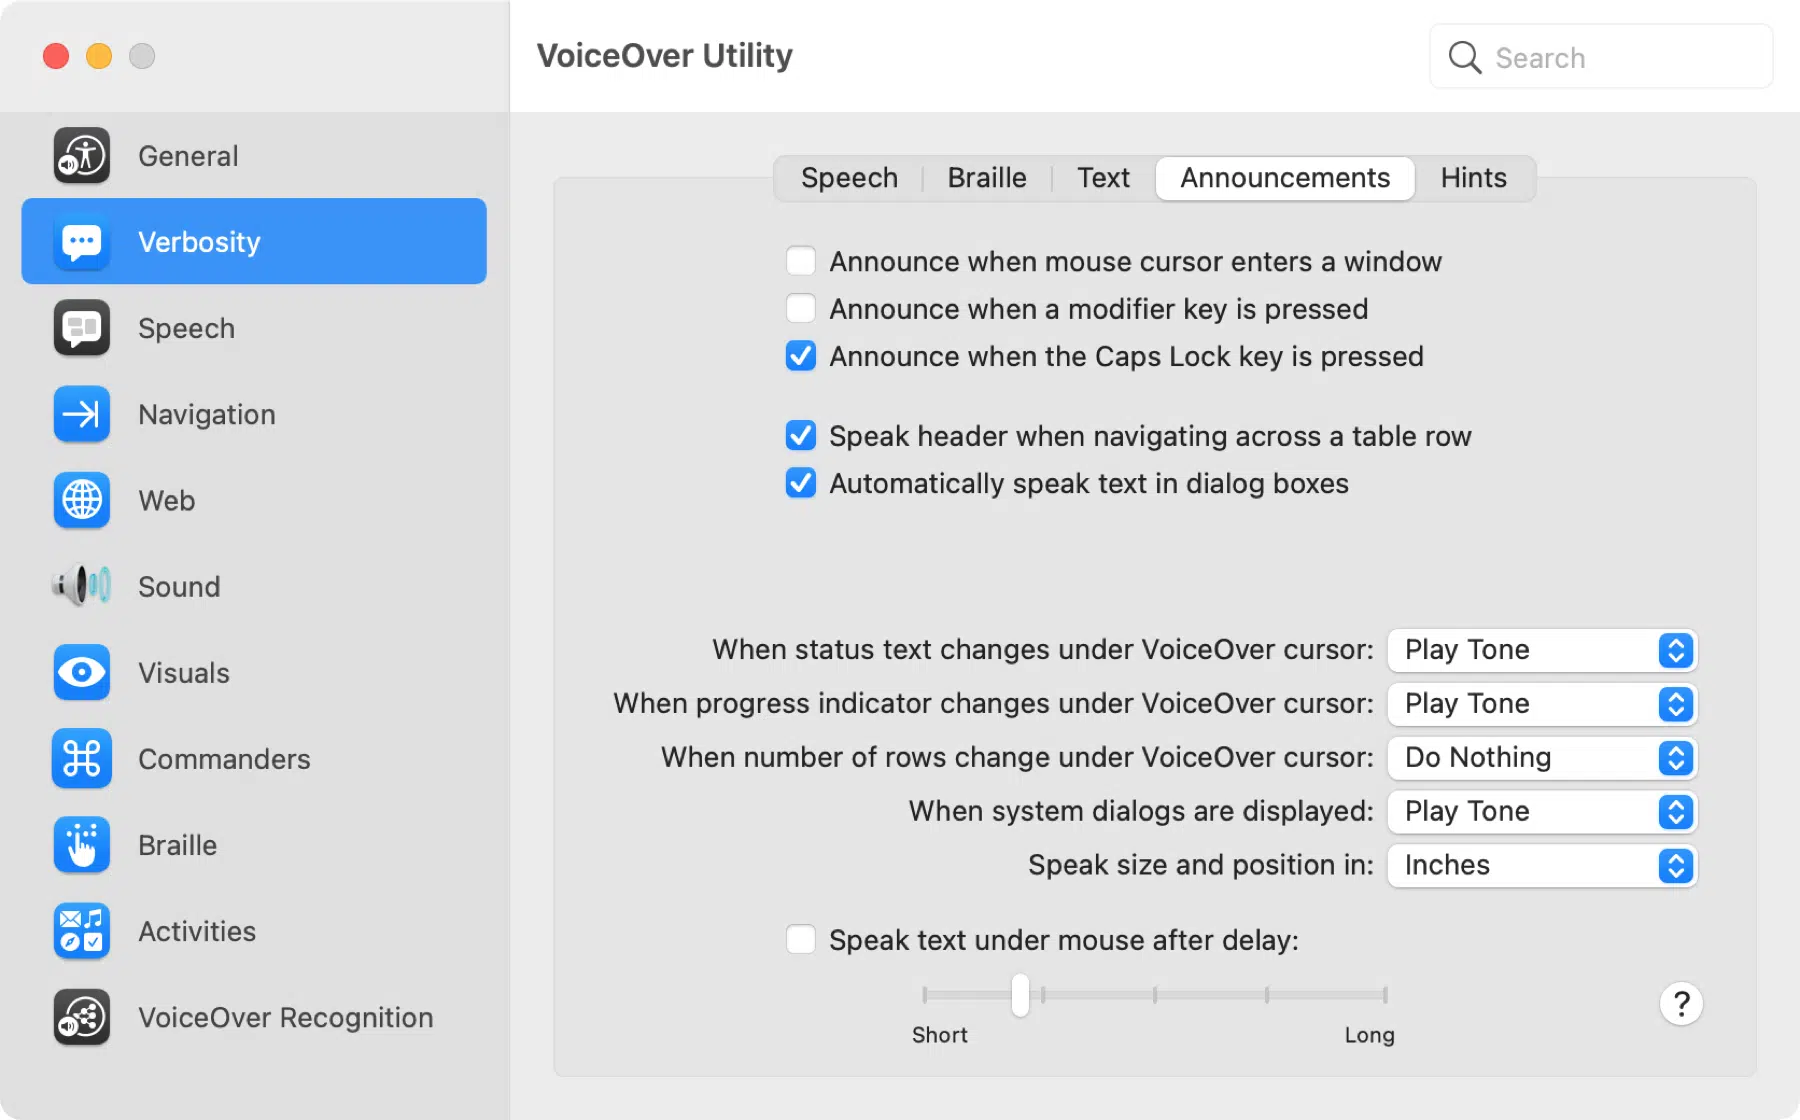 VoiceOver Utility
Search
General
Verbosity
Speech
Navigation
Web
Sound
Visuals
Commanders
Braille
Activities
VoiceOver Recognition
Speech Braille Text Announcements Hints
Announce when mouse cursor enters a window
Announce when a modifier key is pressed
Announce when the Caps Lock key is pressed
Speak header when navigating across a table row
Automatically speak text in dialog boxes
When status text changes under VoiceOver cursor: Play Tone
When progress indicator changes under VoiceOver cursor: Play Tone
When number of rows change under VoiceOver cursor: Do Nothing
When system dialogs are displayed: Play Tone
Speak size and position in: Inches
Speak text under mouse after delay:
Short Long
?